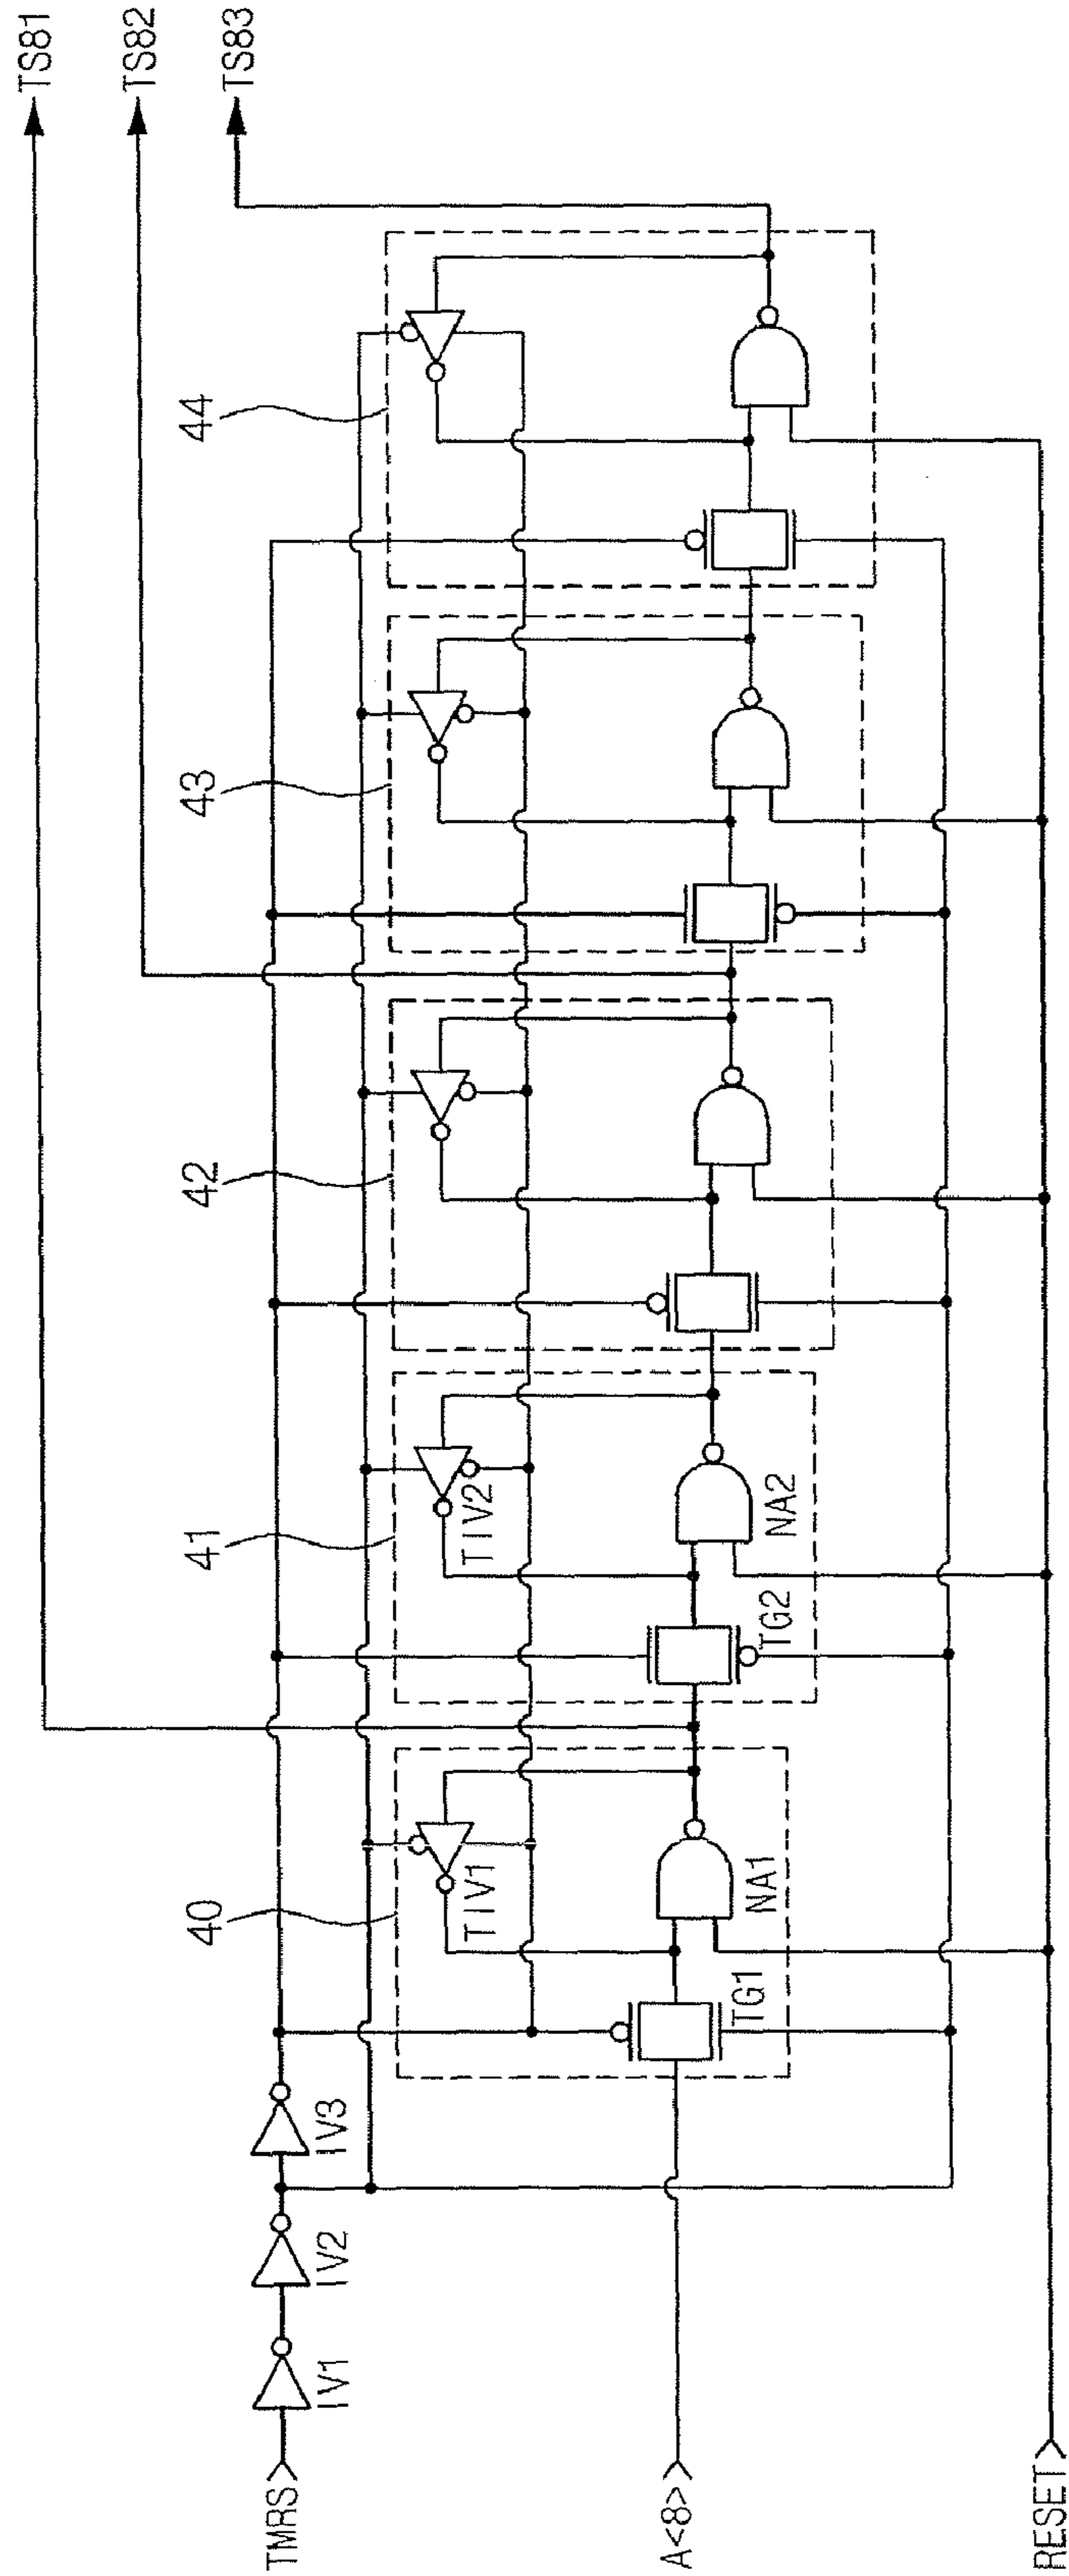 TS81
TS82
TS83
44
43
42
41
40
TIV2
NA2
TG2
TIV1
NA1
TG1
IV3
IV2
IV1
TMRS
A<8>
RESET